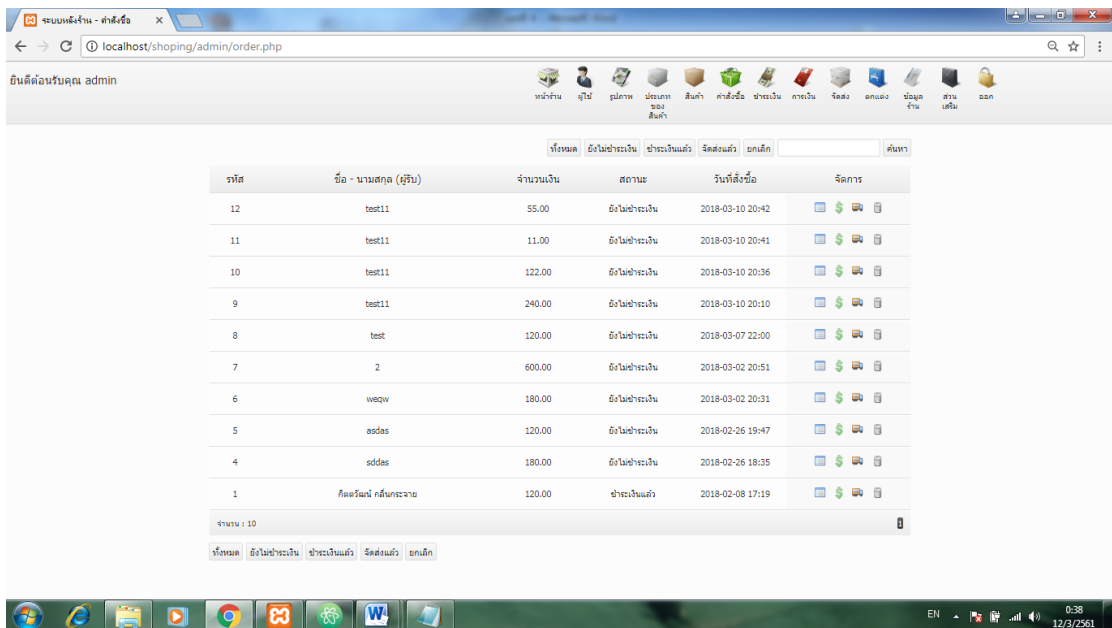 ระบบหลังร้าน - คำสั่งซื้อ
localhost/shoping/admin/order.php
ยินดีต้อนรับคุณ admin
หน้าร้าน ผู้ใช้ รูปภาพ ประเภทของสินค้า สินค้า คำสั่งซื้อ ชำระเงิน การเงิน จัดส่ง ตกแต่ง ข้อมูลร้าน ส่วนเสริม ออก
ทั้งหมด ยังไม่ชำระเงิน ชำระเงินแล้ว จัดส่งแล้ว ยกเลิก ค้นหา
รหัส ชื่อ - นามสกุล (ผู้รับ) จำนวนเงิน สถานะ วันที่สั่งซื้อ จัดการ
12 test11 55.00 ยังไม่ชำระเงิน 2018-03-10 20:42
11 test11 11.00 ยังไม่ชำระเงิน 2018-03-10 20:41
10 test11 122.00 ยังไม่ชำระเงิน 2018-03-10 20:36
9 test11 240.00 ยังไม่ชำระเงิน 2018-03-10 20:10
8 test 120.00 ยังไม่ชำระเงิน 2018-03-07 22:00
7 2 600.00 ยังไม่ชำระเงิน 2018-03-02 20:51
6 weqw 180.00 ยังไม่ชำระเงิน 2018-03-02 20:31
5 asdas 120.00 ยังไม่ชำระเงิน 2018-02-26 19:47
4 sddas 180.00 ยังไม่ชำระเงิน 2018-02-26 18:35
1 กิตตวัฒน์ กลิ่นกระจาย 120.00 ชำระเงินแล้ว 2018-02-08 17:19
จำนวน : 10 1
ทั้งหมด ยังไม่ชำระเงิน ชำระเงินแล้ว จัดส่งแล้ว ยกเลิก
EN 0:38
12/3/2561